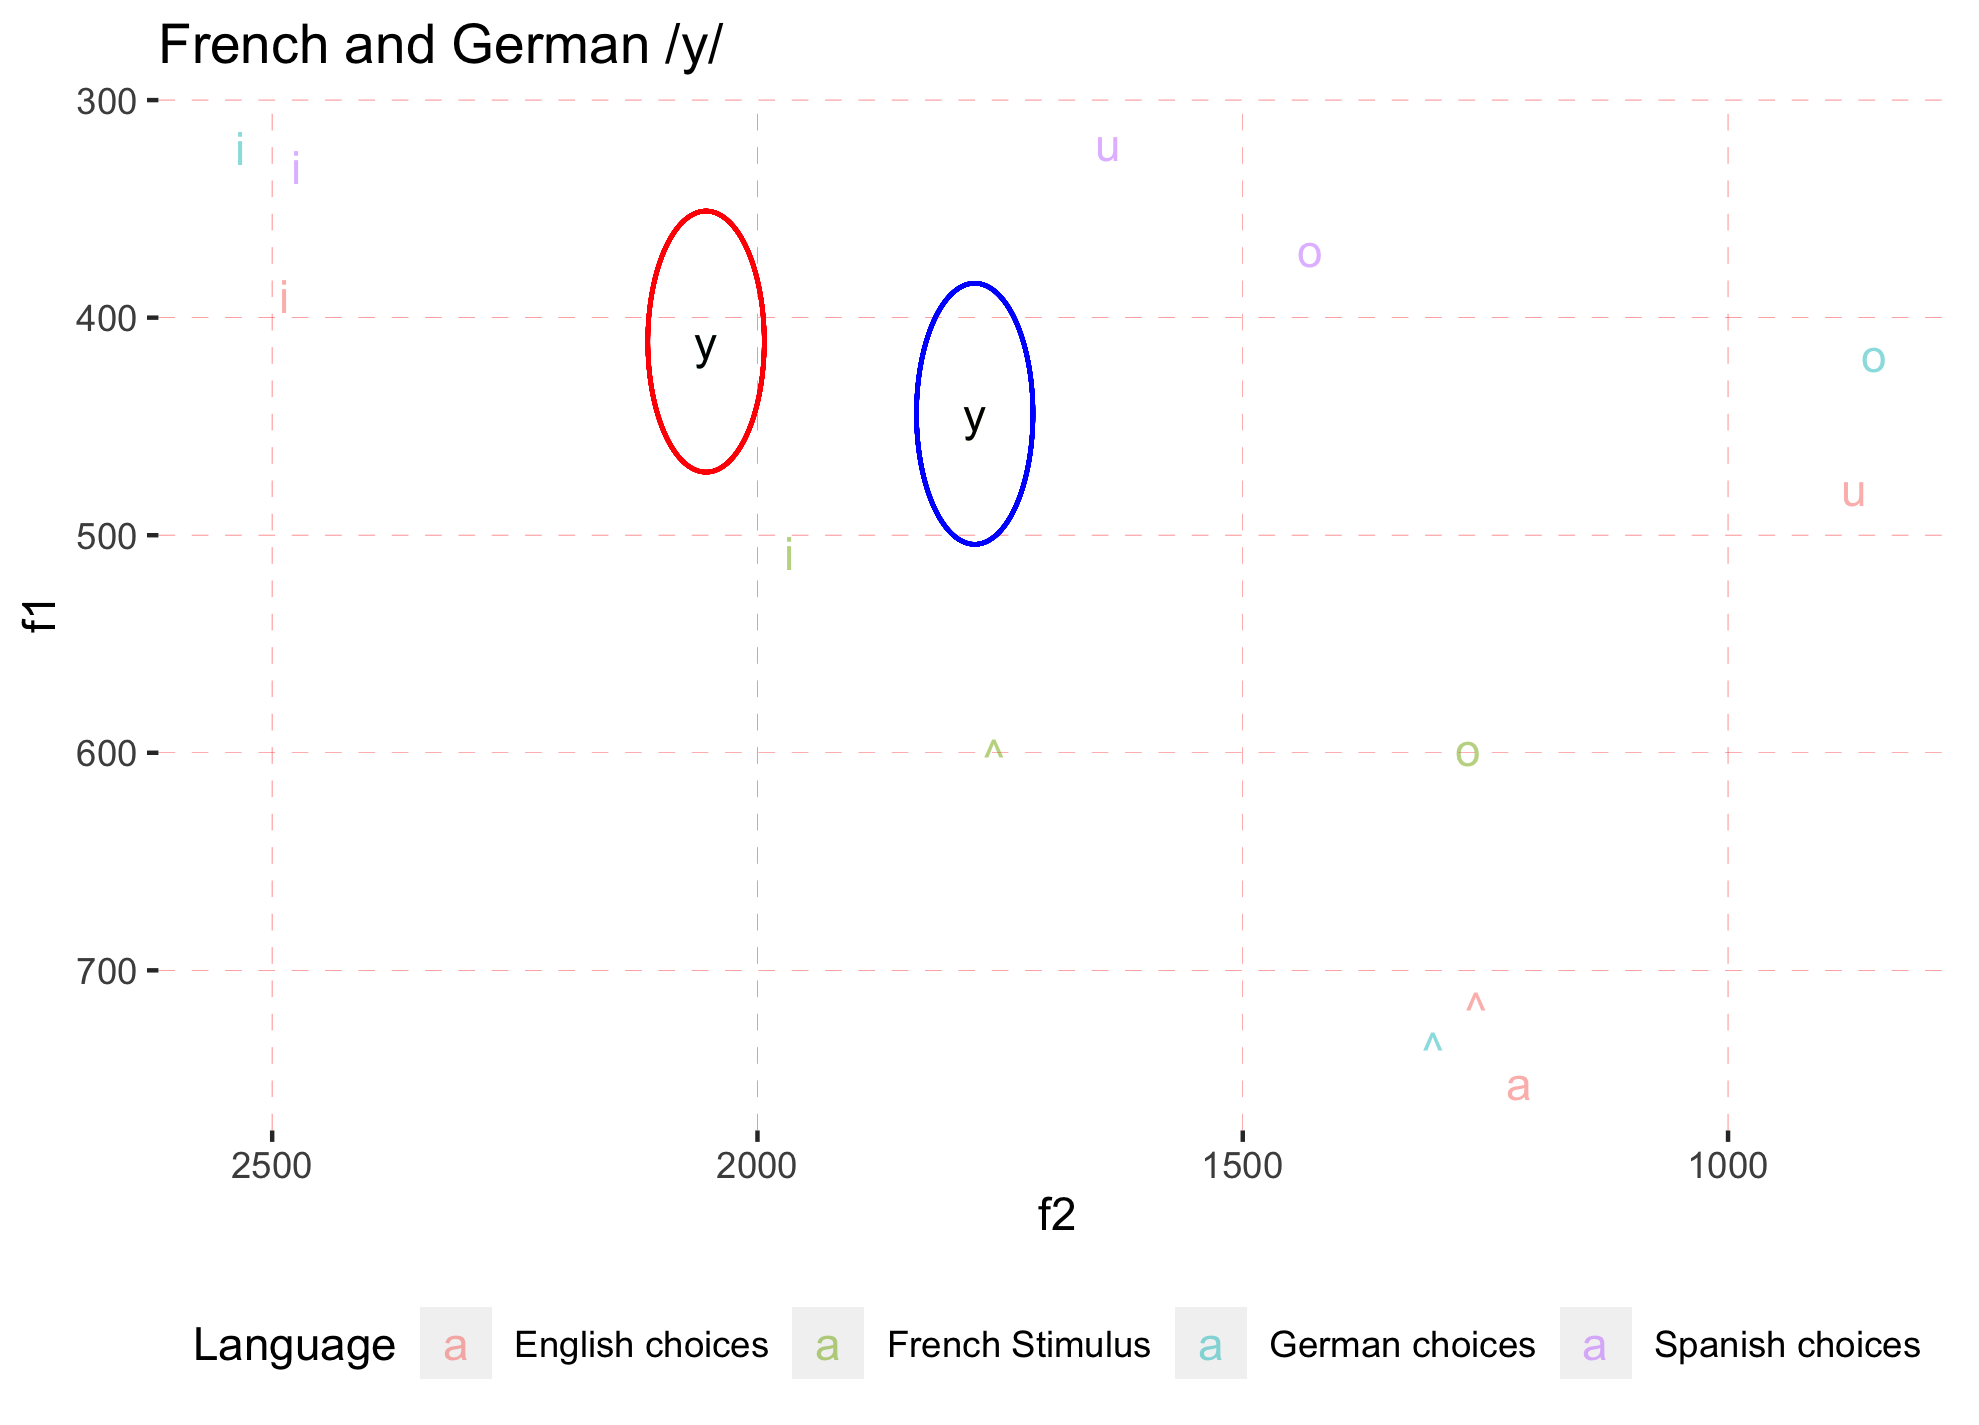 French and German /y/
300
i
i
u
o
i
400
y
o
y
u
500
i
f1
600
^
o
700
^
^
a
2500
2000
1500
1000
f2
Language a English choices a French Stimulus a German choices a Spanish choices